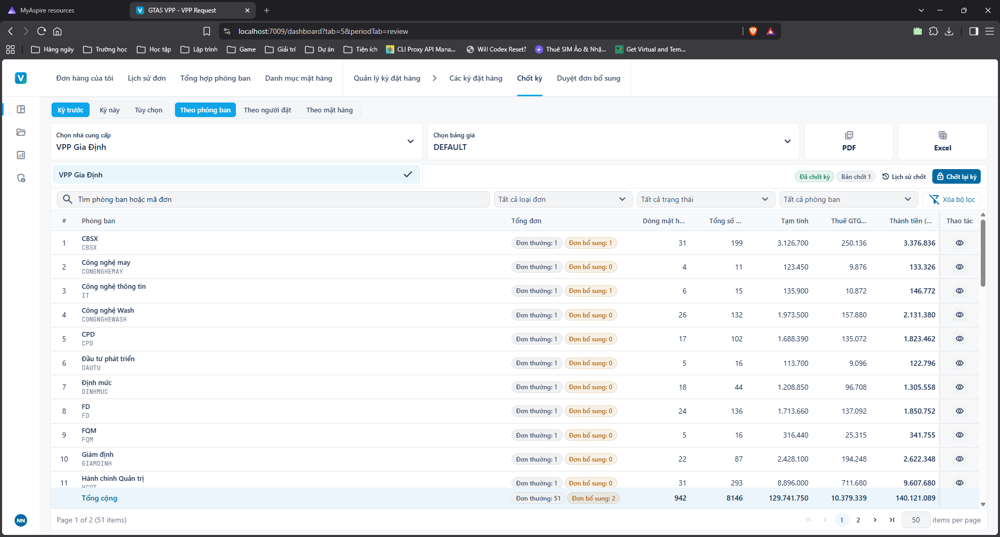 MyAspire resources
GTAS VPP - VPP Request
localhost:7009/dashboard?tab=5&periodTab=review
Hàng ngày Trường học Học tập Lập trình Game Giải trí Dự án Tiện ích CLI Proxy API Mana... Will Codex Reset? Thuê SIM Ảo & Nhậ... Get Virtual and Tem...
V Đơn hàng của tôi Lịch sử đơn Tổng hợp phòng ban Danh mục mặt hàng Quản lý kỳ đặt hàng Các kỳ đặt hàng Chốt kỳ Duyệt đơn bổ sung
Kỳ trước Kỳ này Tùy chọn Theo phòng ban Theo người đặt Theo mặt hàng
Chọn nhà cung cấp
VPP Gia Định
Chọn bảng giá
DEFAULT
PDF
Excel
VPP Gia Định
Đã chốt kỳ Bản chốt 1 Lịch sử chốt Chốt lại kỳ
Tìm phòng ban hoặc mã đơn Tất cả loại đơn Tất cả trạng thái Tất cả phòng ban Xóa bộ lọc
# Phòng ban Tổng đơn Dòng mặt h... Tổng số ... Tạm tính Thuế GTG... Thành tiền (... Thao tác
1 CBSX Đơn thường: 1 Đơn bổ sung: 1 31 199 3.126.700 250.136 3.376.836
CBSX
2 Công nghệ may Đơn thường: 1 Đơn bổ sung: 0 4 11 123.450 9.876 133.326
CONGNGHEMAY
3 Công nghệ thông tin Đơn thường: 1 Đơn bổ sung: 1 6 15 135.900 10.872 146.772
IT
4 Công nghệ Wash Đơn thường: 1 Đơn bổ sung: 0 26 132 1.973.500 157.880 2.131.380
CONGNGHEWASH
5 CPD Đơn thường: 1 Đơn bổ sung: 0 17 102 1.688.390 135.072 1.823.462
CPD
6 Đầu tư phát triển Đơn thường: 1 Đơn bổ sung: 0 5 16 113.700 9.096 122.796
DAUTU
7 Định mức Đơn thường: 1 Đơn bổ sung: 0 18 44 1.208.850 96.708 1.305.558
DINHMUC
8 FD Đơn thường: 1 Đơn bổ sung: 0 24 136 1.713.660 137.092 1.850.752
FD
9 FQM Đơn thường: 1 Đơn bổ sung: 0 5 16 316.440 25.315 341.755
FQM
10 Giám định Đơn thường: 1 Đơn bổ sung: 0 22 87 2.428.100 194.248 2.622.348
GIAMDINH
11 Hành chính Quản trị Đơn thường: 1 Đơn bổ sung: 0 31 293 8.896.000 711.680 9.607.680
Tổng cộng Đơn thường: 51 Đơn bổ sung: 2 942 8146 129.741.750 10.379.339 140.121.089
NN Page 1 of 2 (51 items) 1 2 50 items per page